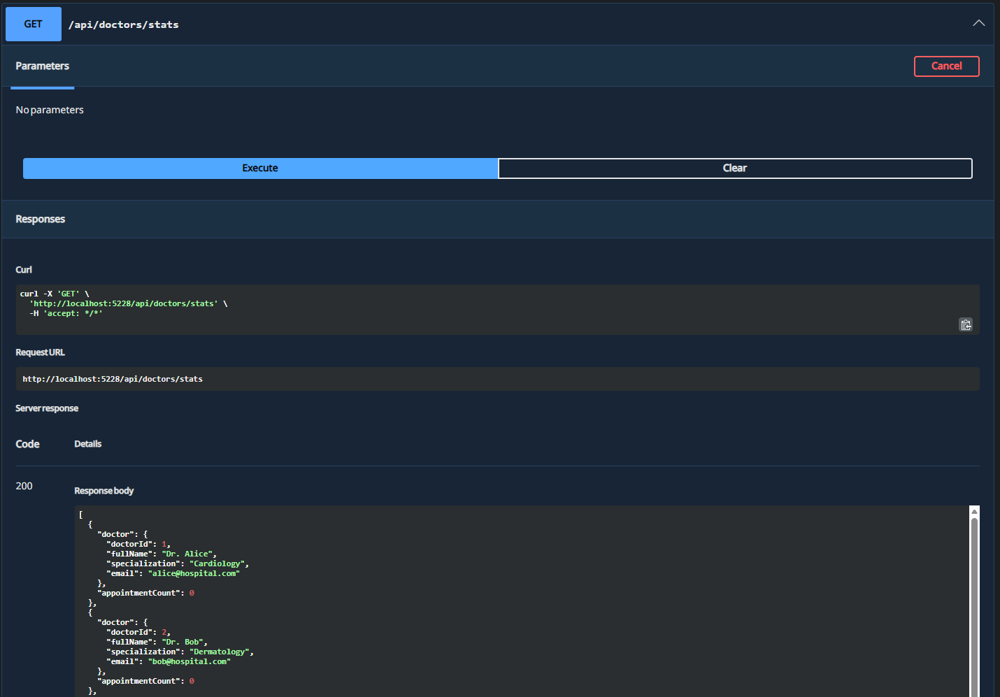 GET /api/doctors/stats
Parameters
Cancel
No parameters
Execute
Clear
Responses
Curl
curl -X 'GET' \
  'http://localhost:5228/api/doctors/stats' \
  -H 'accept: */*'
Request URL
http://localhost:5228/api/doctors/stats
Server response
Code Details
200
Response body
[
  {
    "doctor": {
      "doctorId": 1,
      "fullName": "Dr. Alice",
      "specialization": "Cardiology",
      "email": "alice@hospital.com"
    },
    "appointmentCount": 0
  },
  {
    "doctor": {
      "doctorId": 2,
      "fullName": "Dr. Bob",
      "specialization": "Dermatology",
      "email": "bob@hospital.com"
    },
    "appointmentCount": 0
  },